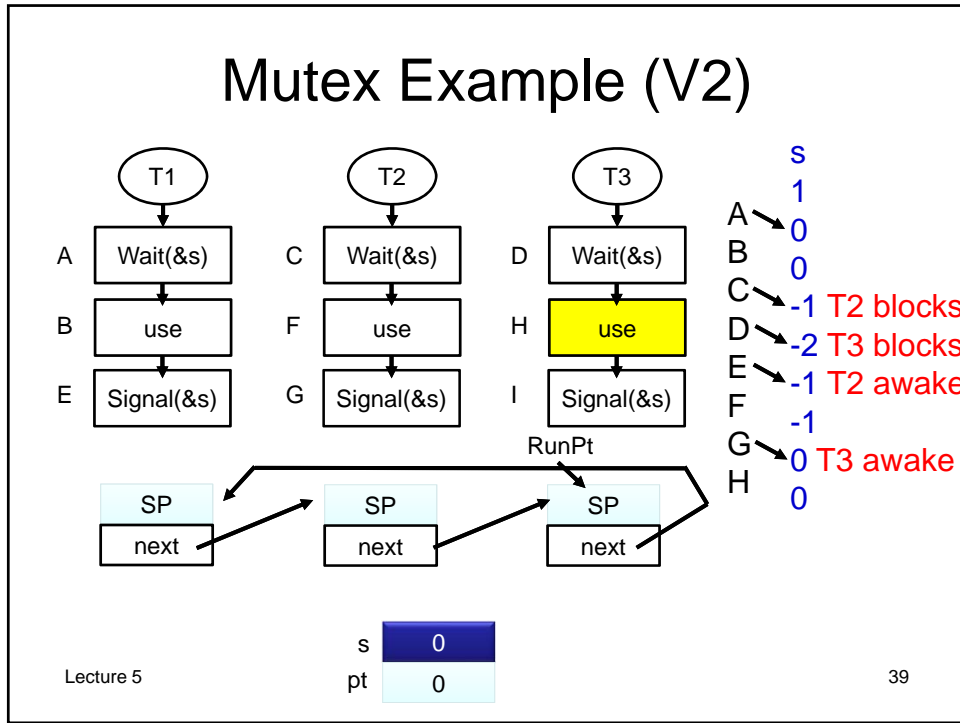 Mutex Example (V2)
T1
T2
T3
A
Wait(&s)
C
Wait(&s)
D
Wait(&s)
B
use
F
use
H
use
E
Signal(&s)
G
Signal(&s)
I
Signal(&s)
s
1
A
0
B
0
C
-1 T2 blocks
D
-2 T3 blocks
E
-1 T2 awake
F
-1
G
0 T3 awake
H
0
RunPt
SP
SP
SP
next
next
next
s
0
pt
0
Lecture 5
39